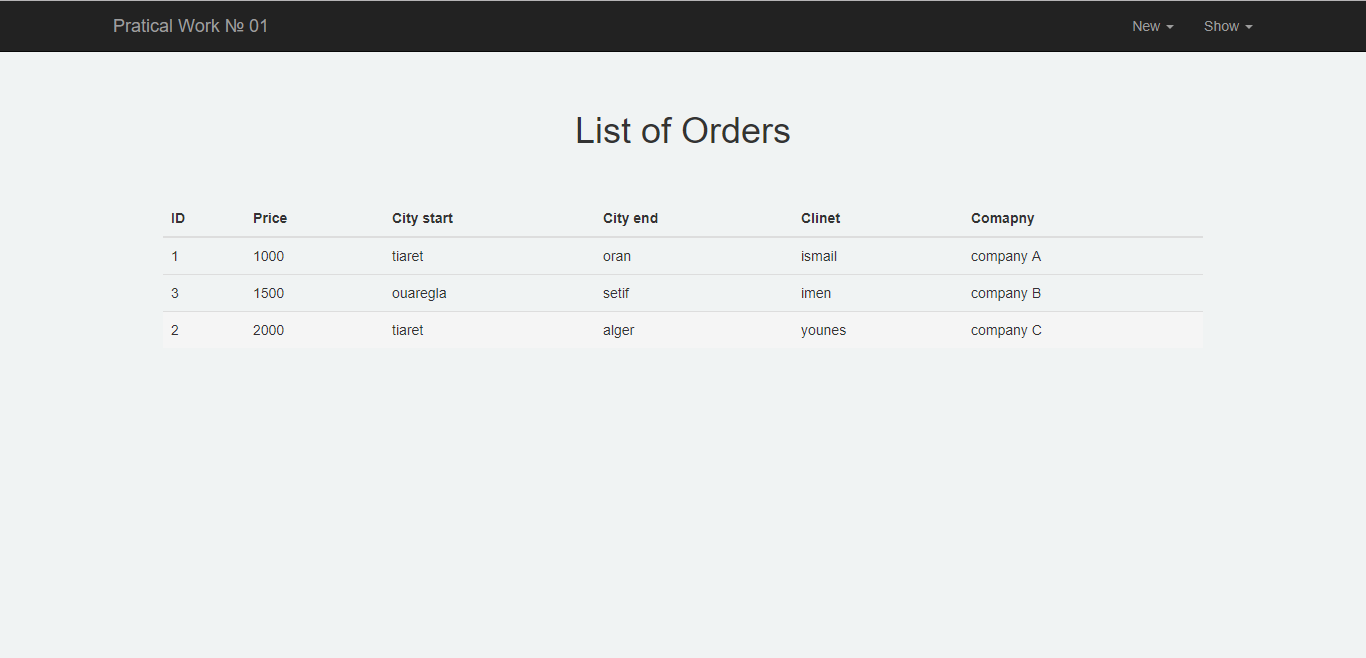 Pratical Work № 01 New Show
List of Orders
ID Price City start City end Clinet Comapny
1 1000 tiaret oran ismail company A
3 1500 ouaregla setif imen company B
2 2000 tiaret alger younes company C